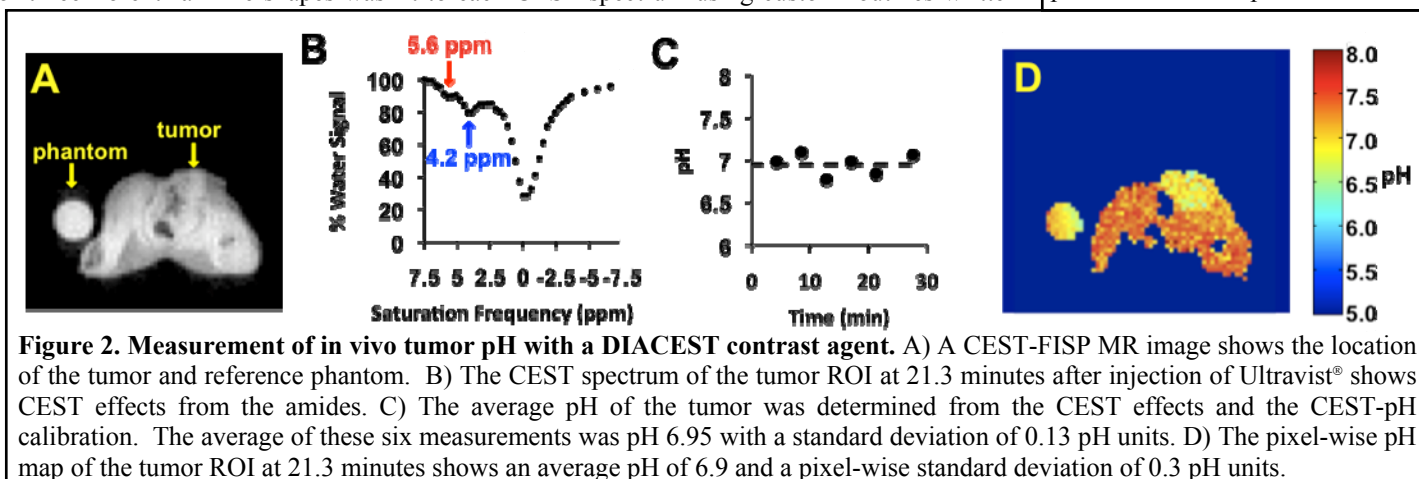 A
phantom
tumor
B
5.6 ppm
4.2 ppm
% Water Signal
100
80
60
40
20
0
7.5 5 2.5 0 -2.5 -5 -7.5
Saturation Frequency (ppm)
C
pH
8
7.5
7
6.5
6
0 10 20 30
Time (min)
D
8.0
7.5
7.0
6.5
6.0
5.5
5.0
pH
Figure 2. Measurement of in vivo tumor pH with a DIACEST contrast agent. A) A CEST-FISP MR image shows the location
of the tumor and reference phantom. B) The CEST spectrum of the tumor ROI at 21.3 minutes after injection of Ultravist® shows
CEST effects from the amides. C) The average pH of the tumor was determined from the CEST effects and the CEST-pH
calibration. The average of these six measurements was pH 6.95 with a standard deviation of 0.13 pH units. D) The pixel-wise pH
map of the tumor ROI at 21.3 minutes shows an average pH of 6.9 and a pixel-wise standard deviation of 0.3 pH units.